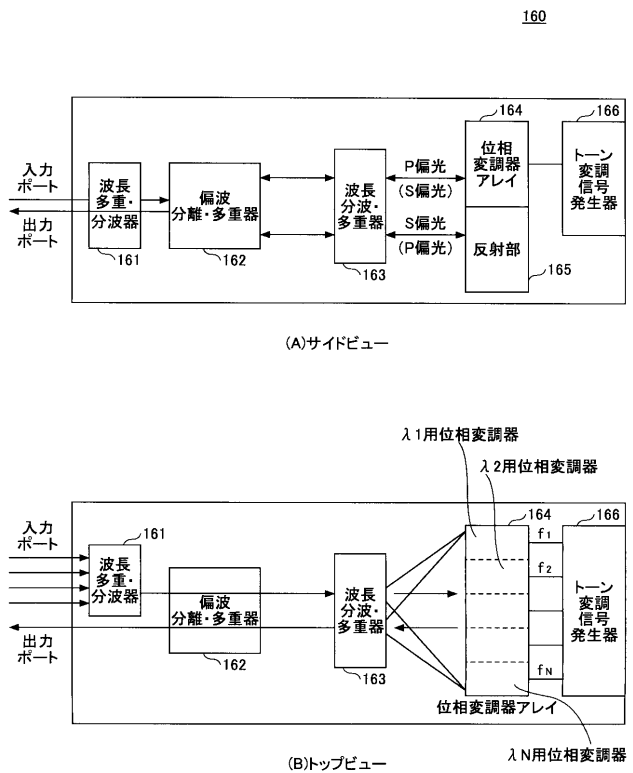 160
入力
ポート
出力
ポート
波長
多重・
分波器
161
偏波
分離・多重器
162
波長
分波・
多重器
163
P偏光
(S偏光)
S偏光
(P偏光)
164
位相
変調器
アレイ
反射部
165
166
トーン
変調
信号
発生器
(A)サイドビュー
λ1用位相変調器
λ2用位相変調器
入力
ポート
出力
ポート
161
波長
多重・
分波器
偏波
分離・多重器
162
波長
分波・
多重器
163
164
f1
f2
fN
位相変調器アレイ
166
トーン
変調
信号
発生器
λN用位相変調器
(B)トップビュー